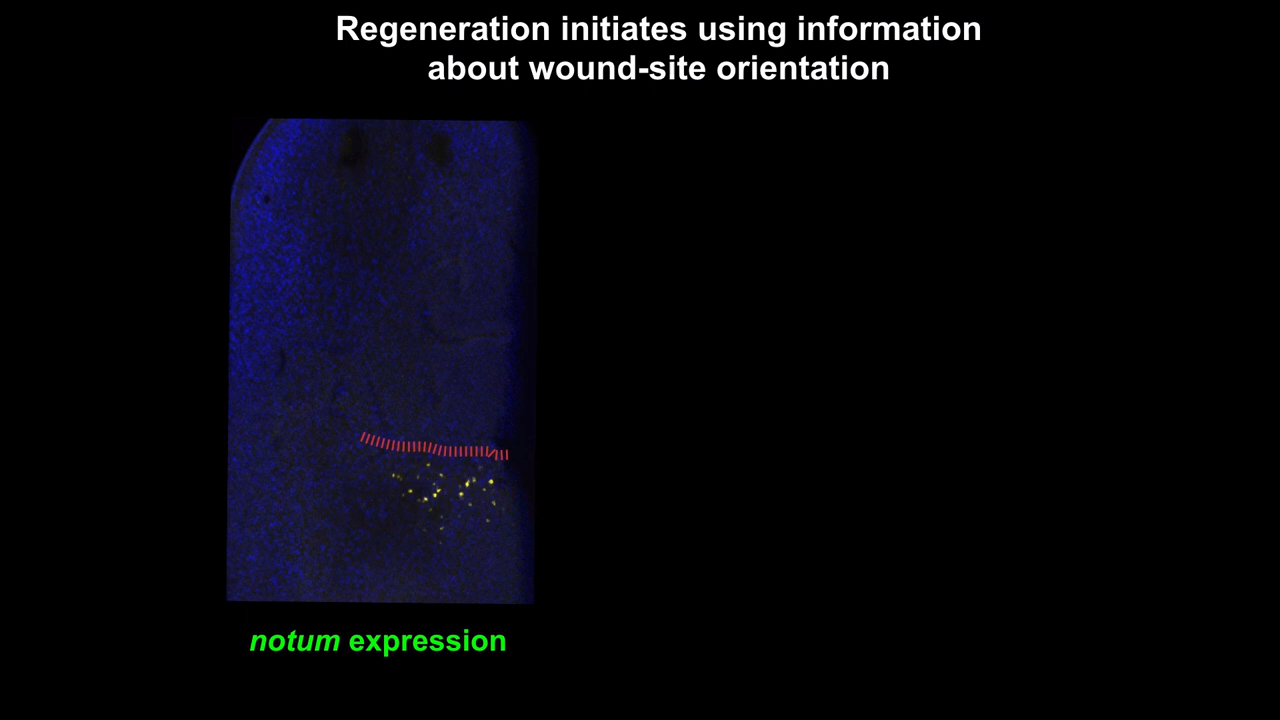 Regeneration initiates using information
about wound-site orientation
notum expression